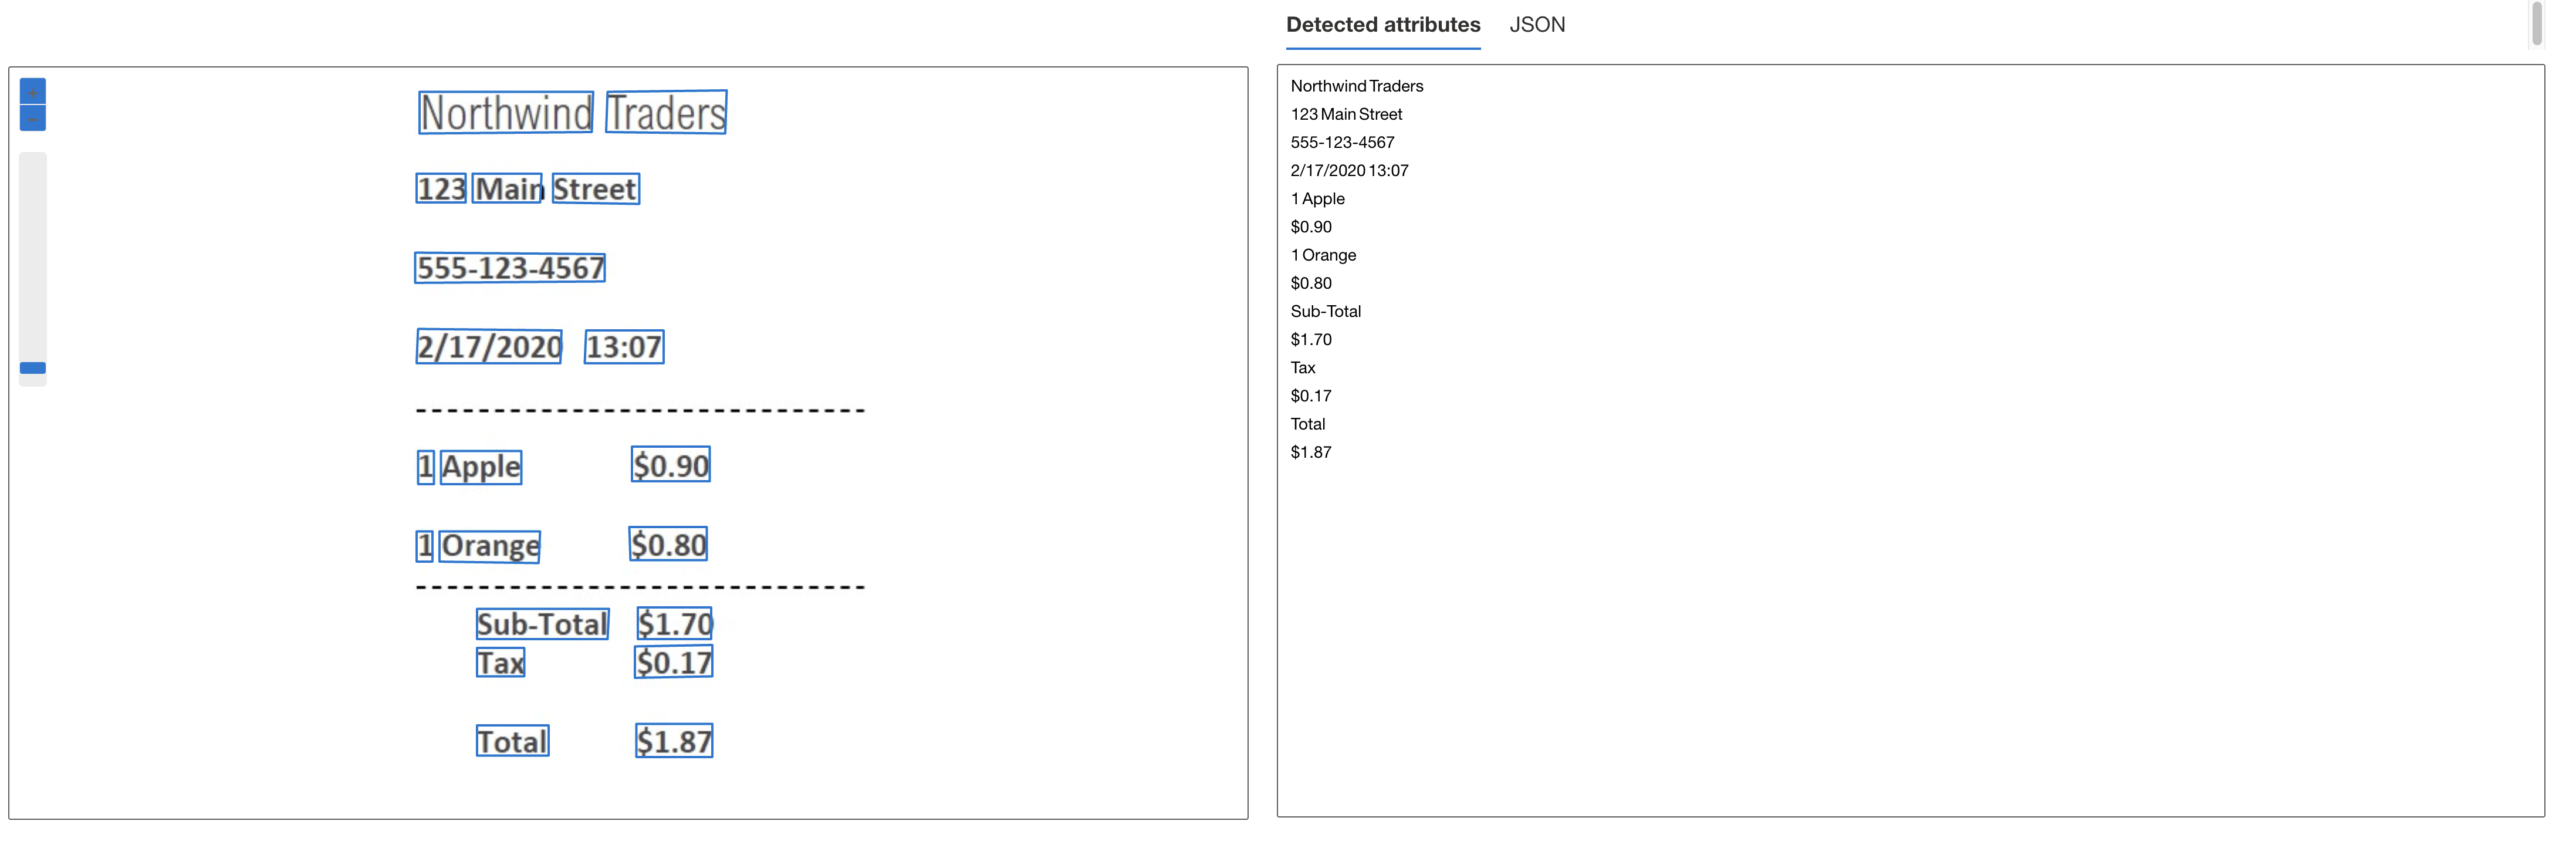 Detected attributes JSON
+
-
Northwind Traders
123 Main Street
555-123-4567
2/17/2020 13:07
----------------------------
1 Apple $0.90
1 Orange $0.80
----------------------------
Sub-Total $1.70
Tax $0.17
Total $1.87
Northwind Traders
123 Main Street
555-123-4567
2/17/2020 13:07
1 Apple
$0.90
1 Orange
$0.80
Sub-Total
$1.70
Tax
$0.17
Total
$1.87